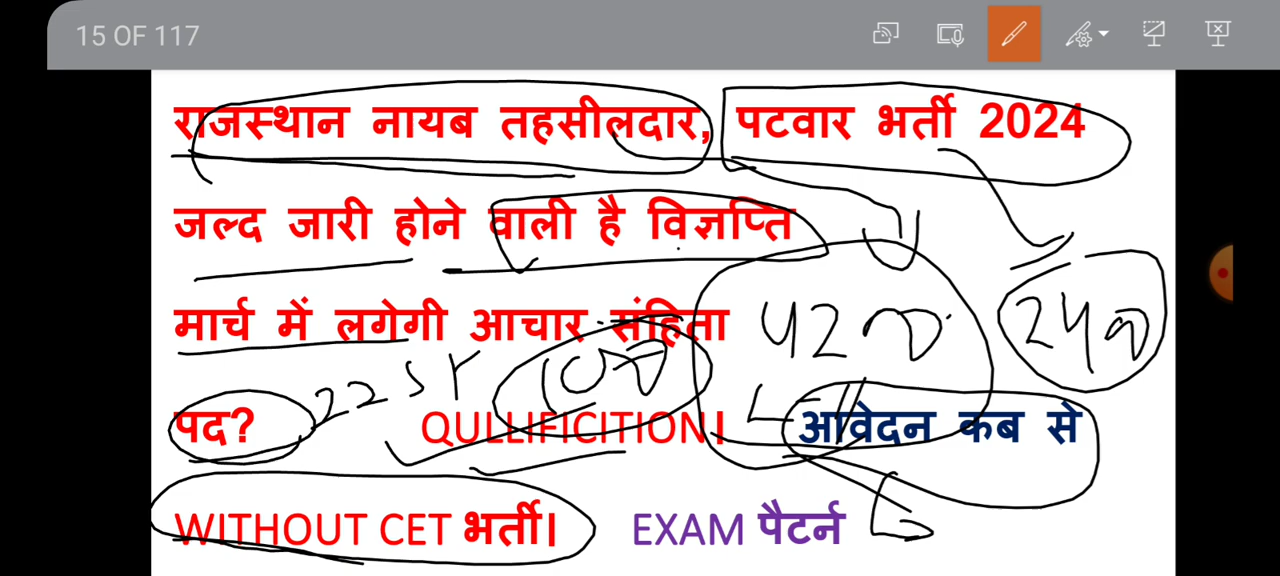 15 OF 117
राजस्थान नायब तहसीलदार, पटवार भर्ती 2024
जल्द जारी होने वाली है विज्ञप्ति
मार्च में लगेगी आचार संहिता
पद? QULLIFICITION। आवेदन कब से
WITHOUT CET भर्ती। EXAM पैटर्न